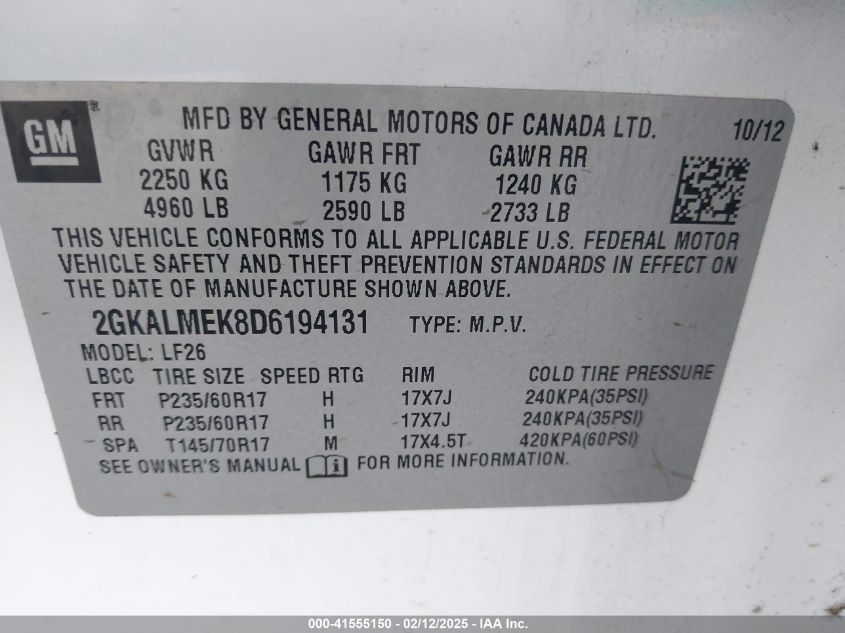 GM ®
MFD BY GENERAL MOTORS OF CANADA LTD. 10/12
GVWR GAWR FRT GAWR RR
2250 KG 1175 KG 1240 KG
4960 LB 2590 LB 2733 LB
THIS VEHICLE CONFORMS TO ALL APPLICABLE U.S. FEDERAL MOTOR
VEHICLE SAFETY AND THEFT PREVENTION STANDARDS IN EFFECT ON
THE DATE OF MANUFACTURE SHOWN ABOVE.
2GKALMEK8D6194131 TYPE: M.P.V.
MODEL: LF26
LBCC TIRE SIZE SPEED RTG RIM COLD TIRE PRESSURE
FRT P235/60R17 H 17X7J 240KPA(35PSI)
RR P235/60R17 H 17X7J 240KPA(35PSI)
SPA T145/70R17 M 17X4.5T 420KPA(60PSI)
SEE OWNER'S MANUAL i FOR MORE INFORMATION.
000-41555150 - 02/12/2025 - IAA Inc.